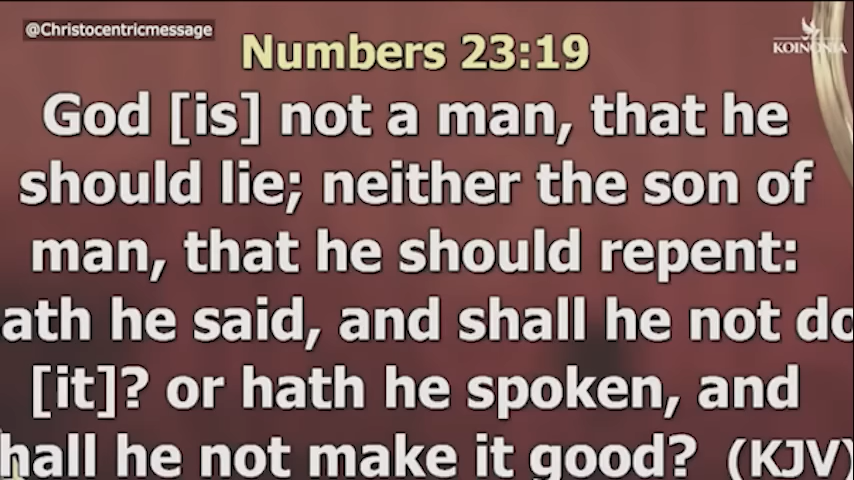 @Christocentricmessage
KOINONIA
Numbers 23:19
God [is] not a man, that he
should lie; neither the son of
man, that he should repent:
ath he said, and shall he not do
[it]? or hath he spoken, and
hall he not make it good? (KJV)